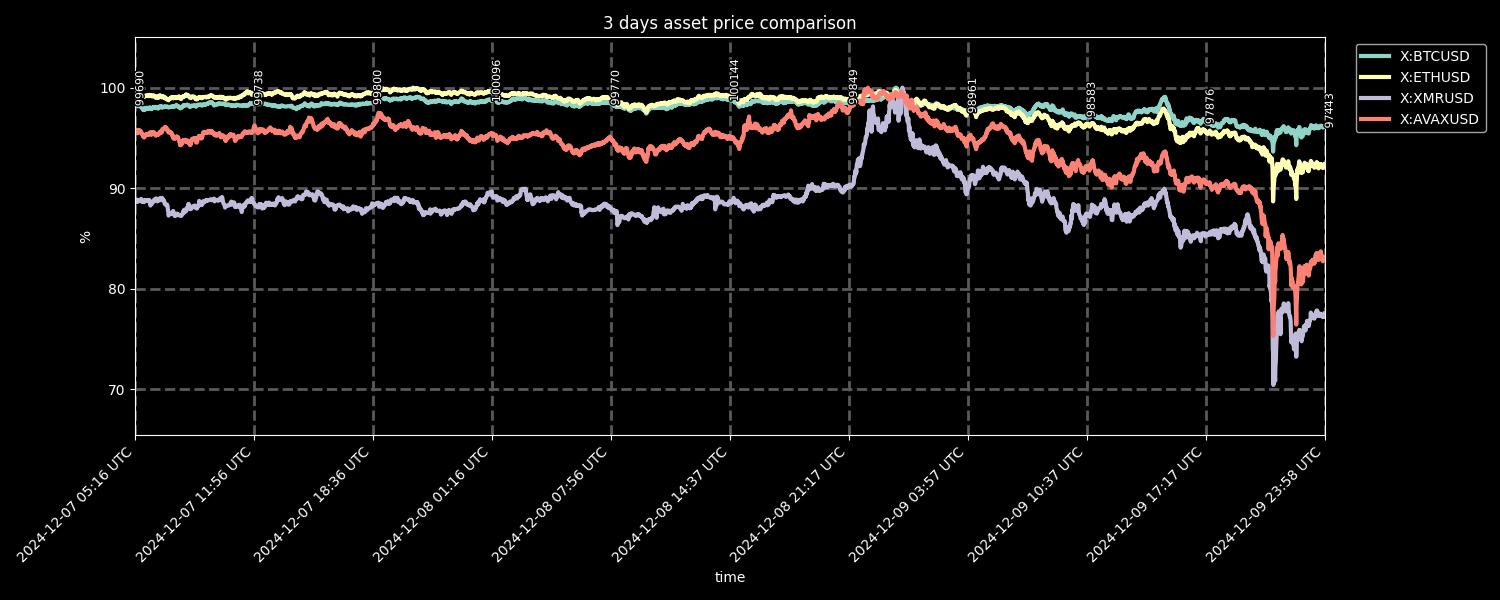 3 days asset price comparison
X:BTCUSD
X:ETHUSD
X:XMRUSD
X:AVAXUSD
99690
99738
99800
100096
99770
100144
99849
98961
98583
97876
97443
100
90
80
70
%
2024-12-07 05:16 UTC
2024-12-07 11:56 UTC
2024-12-07 18:36 UTC
2024-12-08 01:16 UTC
2024-12-08 07:56 UTC
2024-12-08 14:37 UTC
2024-12-08 21:17 UTC
2024-12-09 03:57 UTC
2024-12-09 10:37 UTC
2024-12-09 17:17 UTC
2024-12-09 23:58 UTC
time